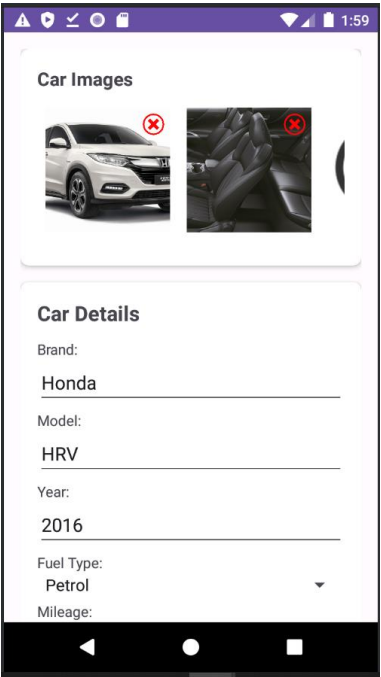 1:59
Car Images
Car Details
Brand:
Honda
Model:
HRV
Year:
2016
Fuel Type:
Petrol
Mileage: